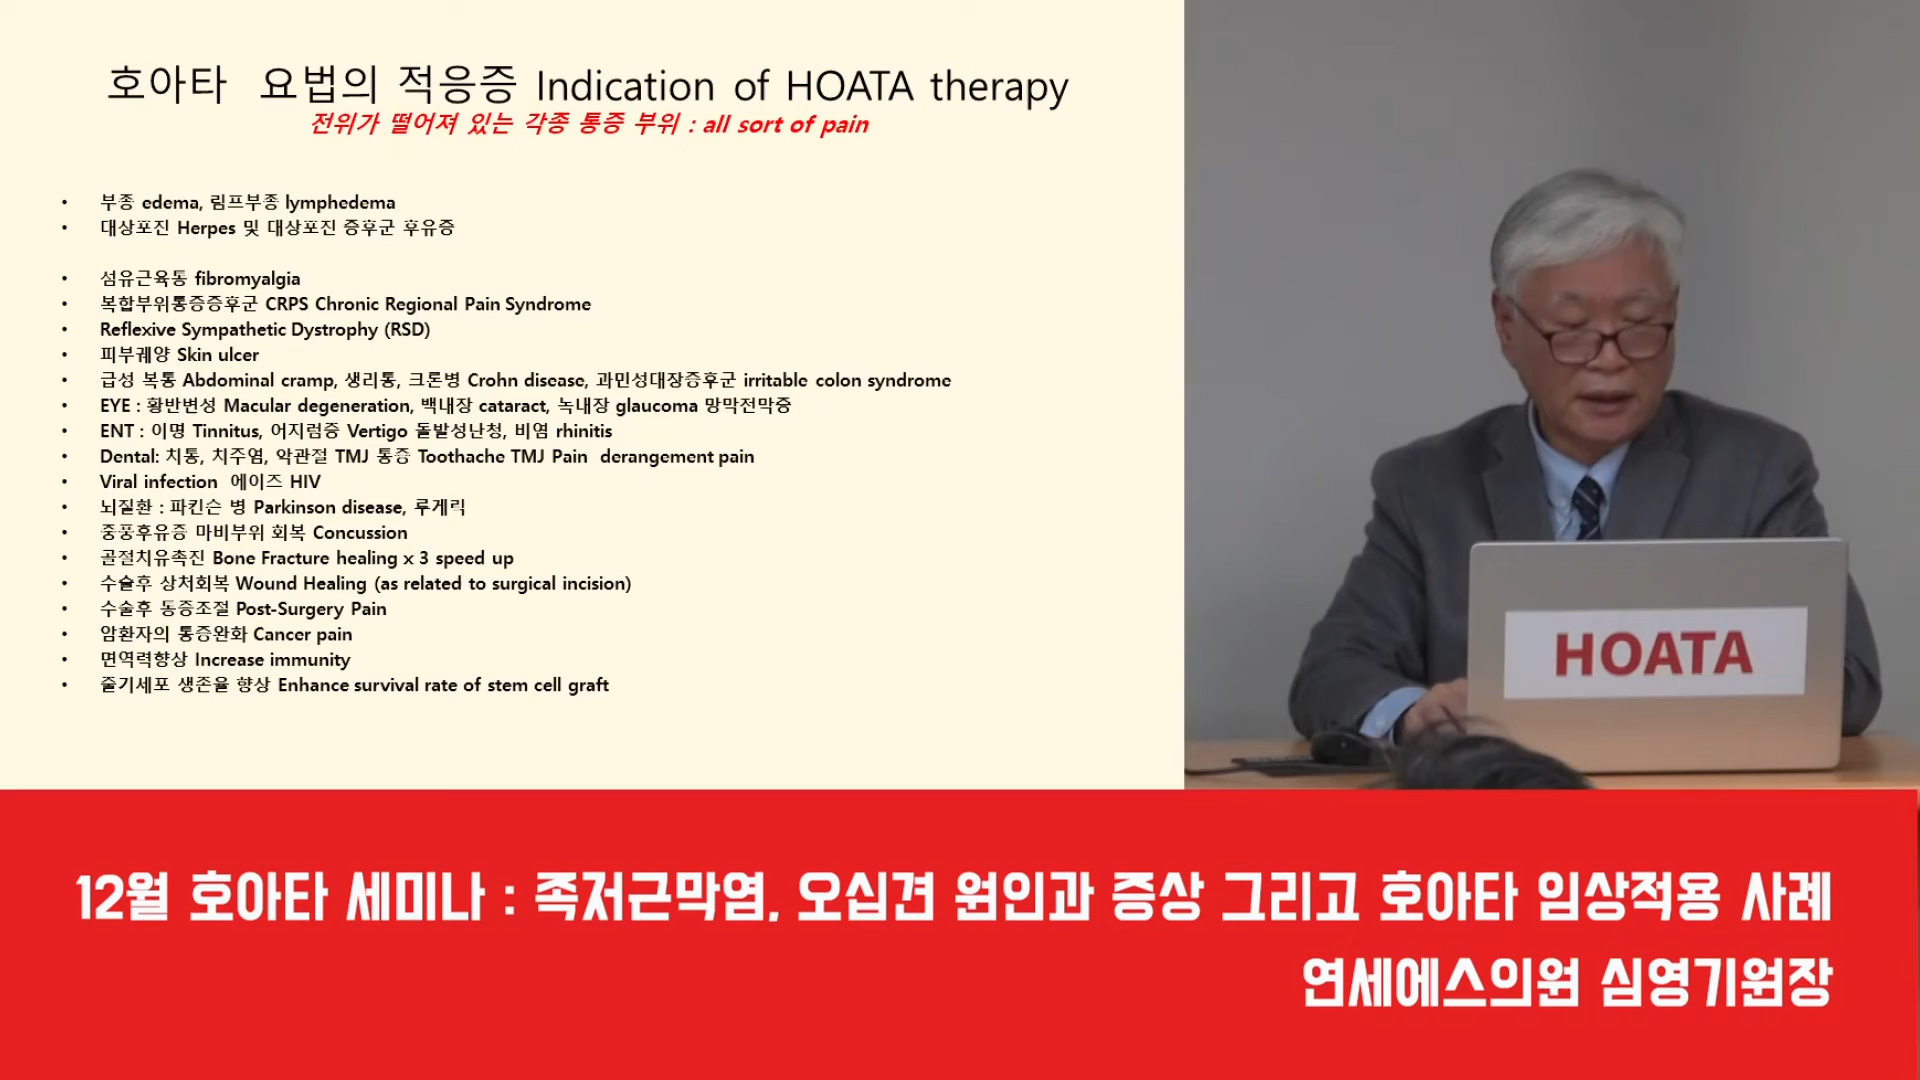 호아타 요법의 적응증 Indication of HOATA therapy
전위가 떨어져 있는 각종 통증 부위 : all sort of pain
• 부종 edema, 림프부종 lymphedema
• 대상포진 Herpes 및 대상포진 증후군 후유증
• 섬유근육통 fibromyalgia
• 복합부위통증증후군 CRPS Chronic Regional Pain Syndrome
• Reflexive Sympathetic Dystrophy (RSD)
• 피부궤양 Skin ulcer
• 급성 복통 Abdominal cramp, 생리통, 크론병 Crohn disease, 과민성대장증후군 irritable colon syndrome
• EYE : 황반변성 Macular degeneration, 백내장 cataract, 녹내장 glaucoma 망막전막증
• ENT : 이명 Tinnitus, 어지럼증 Vertigo 돌발성난청, 비염 rhinitis
• Dental: 치통, 치주염, 악관절 TMJ 통증 Toothache TMJ Pain derangement pain
• Viral infection 에이즈 HIV
• 뇌질환 : 파킨슨 병 Parkinson disease, 루게릭
• 중풍후유증 마비부위 회복 Concussion
• 골절치유촉진 Bone Fracture healing x 3 speed up
• 수술후 상처회복 Wound Healing (as related to surgical incision)
• 수술후 통증조절 Post-Surgery Pain
• 암환자의 통증완화 Cancer pain
• 면역력향상 Increase immunity
• 줄기세포 생존율 향상 Enhance survival rate of stem cell graft
HOATA
12월 호아타 세미나 : 족저근막염, 오십견 원인과 증상 그리고 호아타 임상적용 사례
연세에스의원 심영기원장